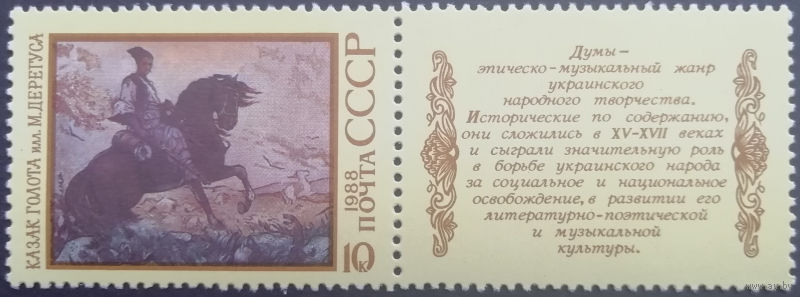 КАЗАК ГОЛОТА илл. М. ДЕРЕГУСА
1988
ПОЧТА СССР
10 К
Думы —
эпическо-музыкальный жанр
украинского
народного творчества.
Исторические по содержанию,
они сложились в XV-XVII веках
и сыграли значительную роль
в борьбе украинского народа
за социальное и национальное
освобождение, в развитии его
литературно-поэтической
и музыкальной
культуры.